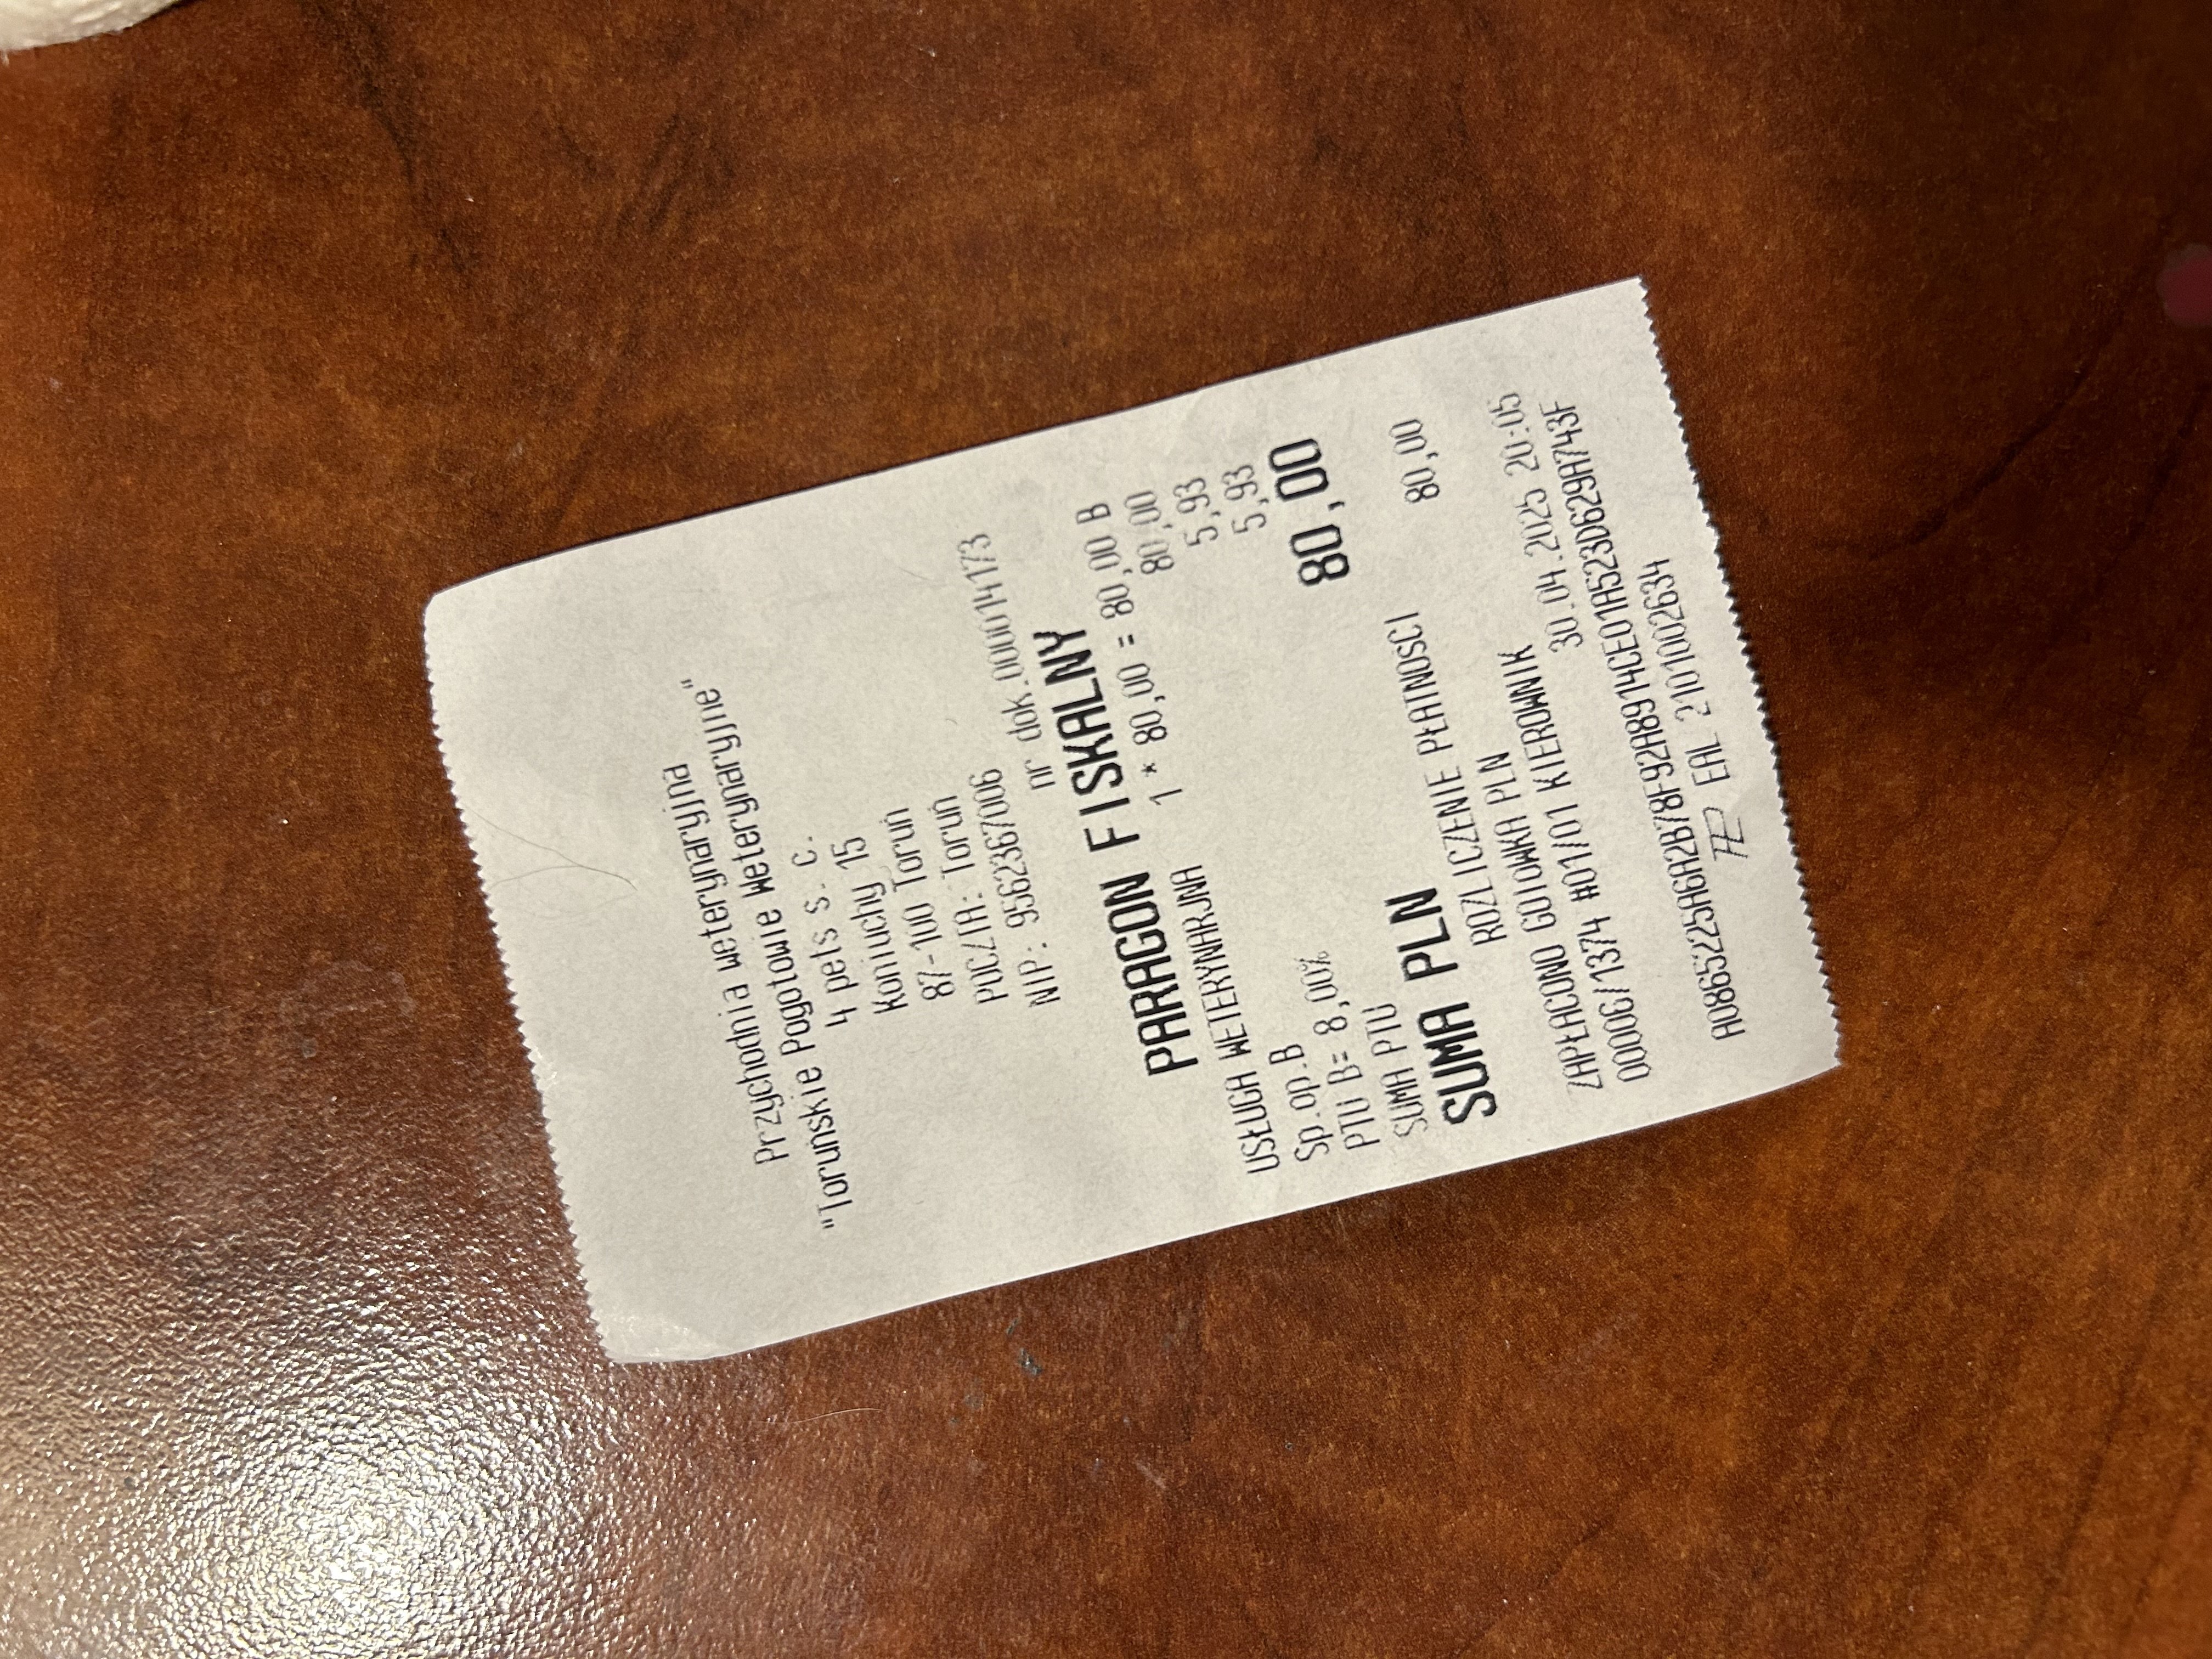 Przychodnia Weterynaryjna
"Torunskie Pogotowie Weterynaryjne"
4 pets s. c.
Koniuchy 15
87-100 Toruń
POCZTA: Toruń
NIP: 9562367006
nr dok.000014173
PARAGON FISKALNY
USŁUGA WETERYNARJNA
1 * 80,00 = 80,00 B
Sp.op.B 80,00
PTU B= 8,00% 5,93
SUMA PTU 5,93
SUMA PLN 80,00
ROZLICZENIE PŁATNOŚCI
ZAPŁACONO GOTÓWKA PLN 80,00
000006/1374 #01/01 KIEROWNIK 30.04.2025 20:05
EAL 2101002634